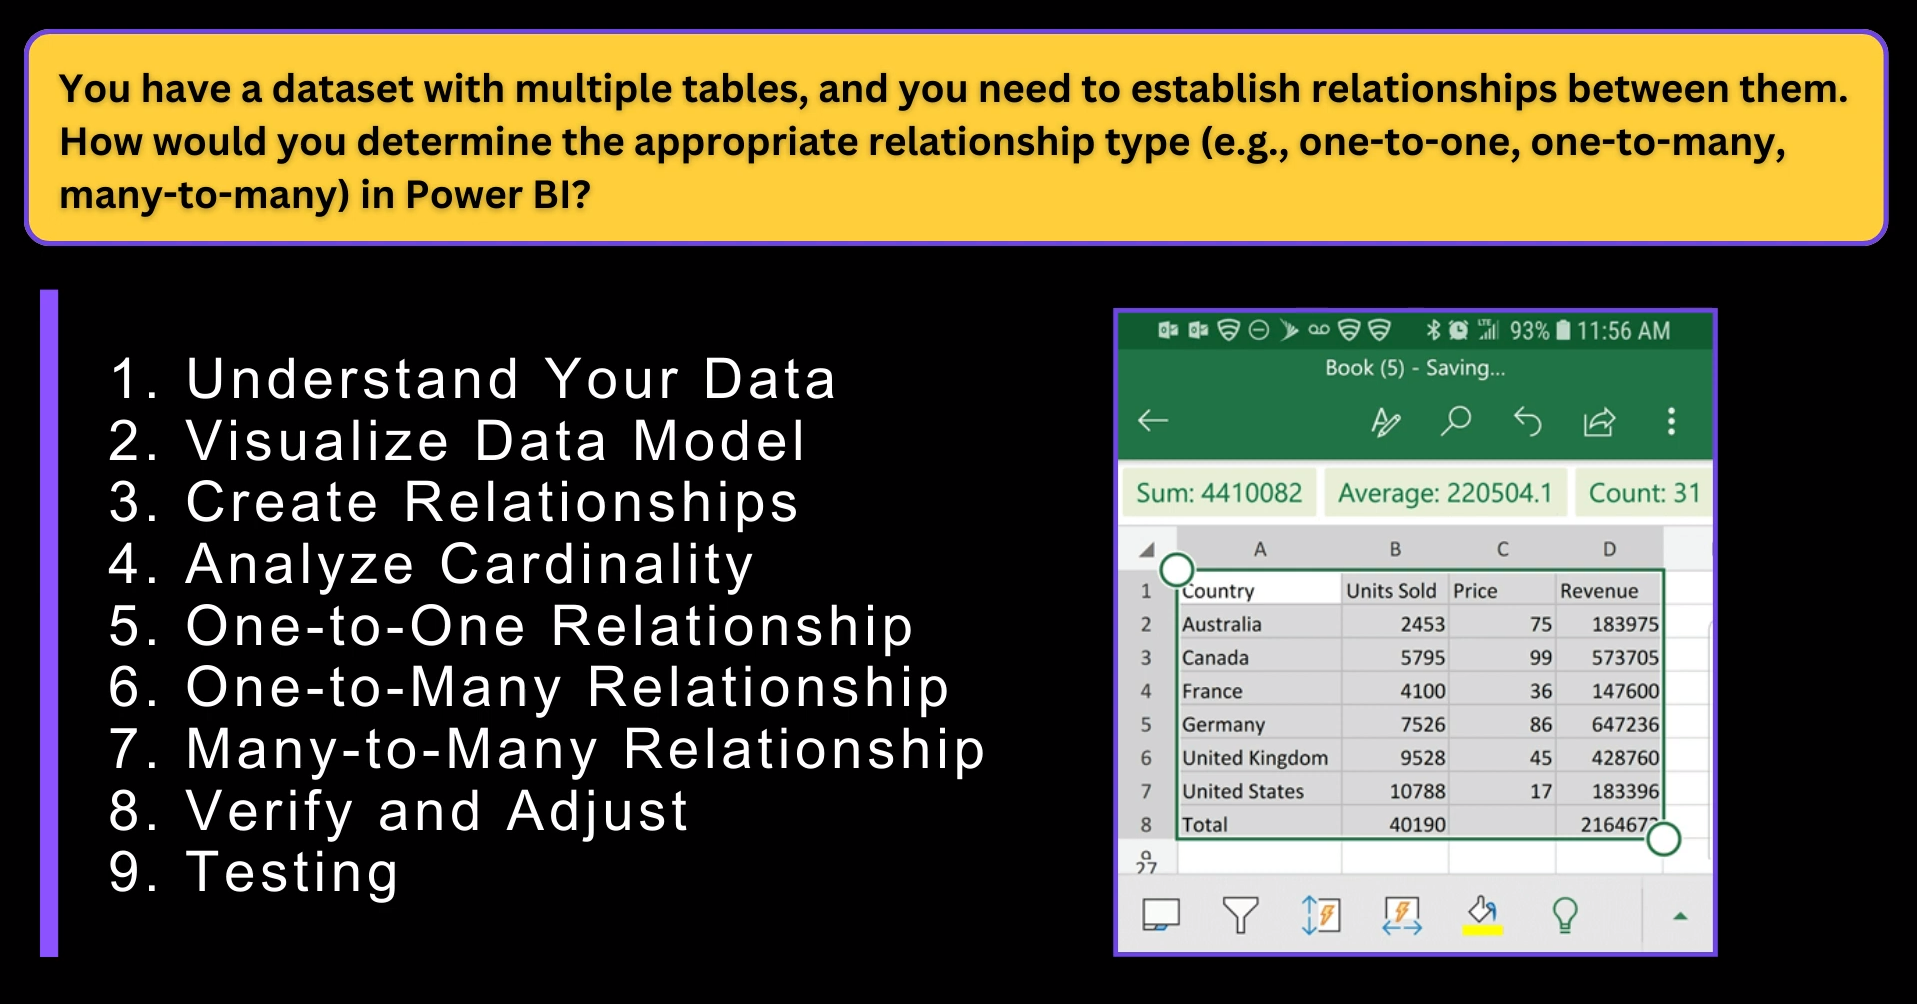 You have a dataset with multiple tables, and you need to establish relationships between them.
How would you determine the appropriate relationship type (e.g., one-to-one, one-to-many,
many-to-many) in Power BI?
1. Understand Your Data
2. Visualize Data Model
3. Create Relationships
4. Analyze Cardinality
5. One-to-One Relationship
6. One-to-Many Relationship
7. Many-to-Many Relationship
8. Verify and Adjust
9. Testing
LTE 93% 11:56 AM
Book (5) - Saving...
Sum: 4410082 Average: 220504.1 Count: 31
A B C D
1 Country Units Sold Price Revenue
2 Australia 2453 75 183975
3 Canada 5795 99 573705
4 France 4100 36 147600
5 Germany 7526 86 647236
6 United Kingdom 9528 45 428760
7 United States 10788 17 183396
8 Total 40190
9
27